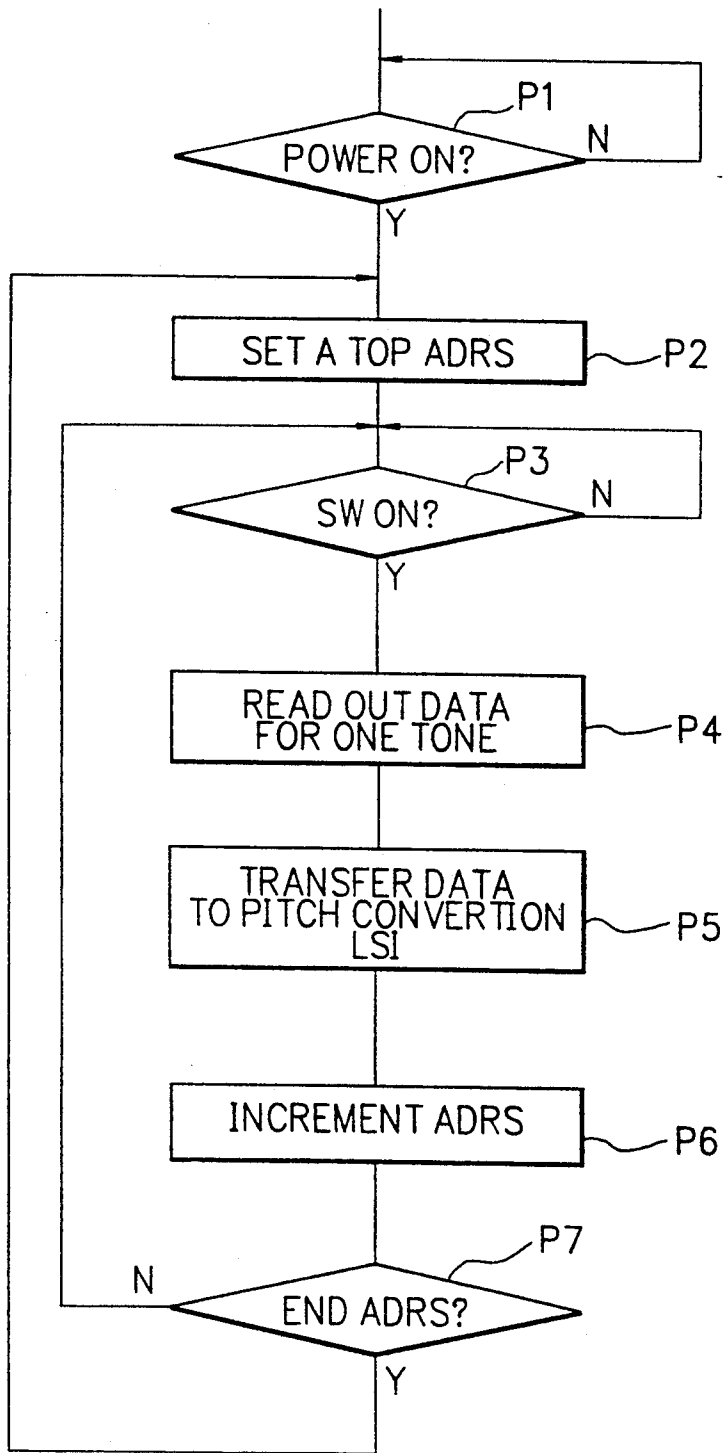 P1
POWER ON?
N
Y
SET A TOP ADRS
P2
P3
SW ON?
N
Y
READ OUT DATA
FOR ONE TONE
P4
TRANSFER DATA
TO PITCH CONVERTION
LSI
P5
INCREMENT ADRS
P6
P7
N
END ADRS?
Y